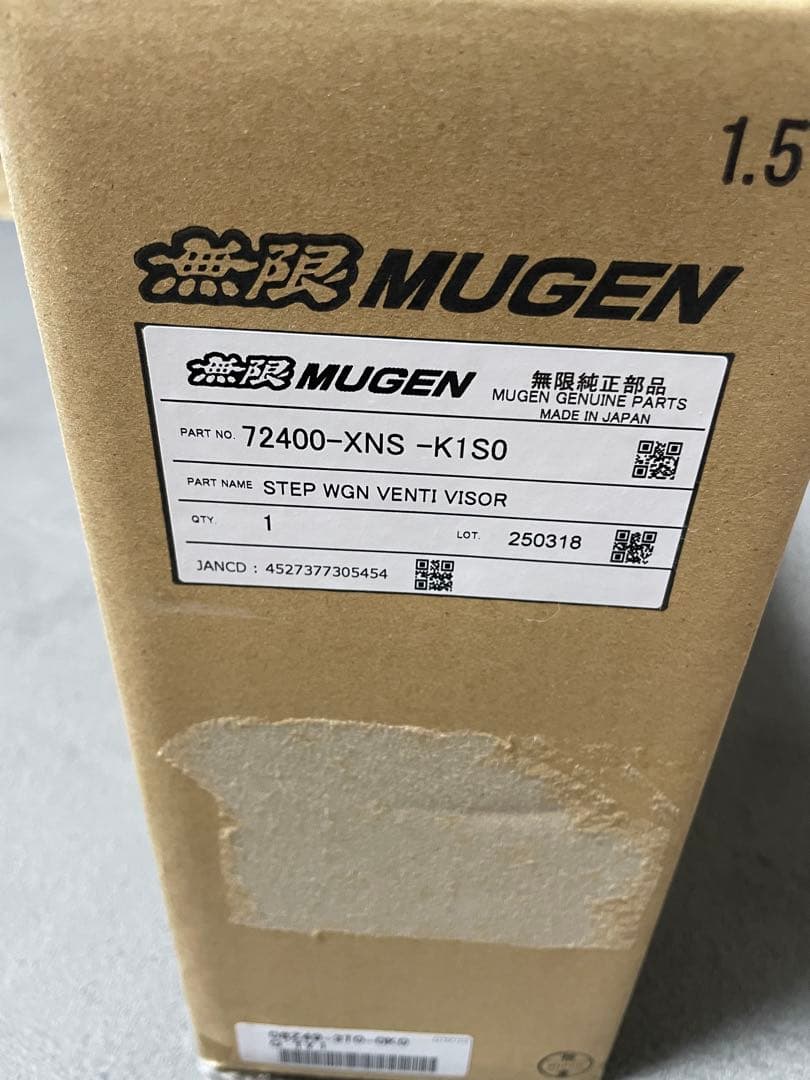 1.5
無限 MUGEN
無限 MUGEN 無限純正部品
MUGEN GENUINE PARTS
MADE IN JAPAN
PART NO. 72400-XNS -K1S0
PART NAME STEP WGN VENTI VISOR
QTY. 1 LOT. 250318
JANCD : 4527377305454